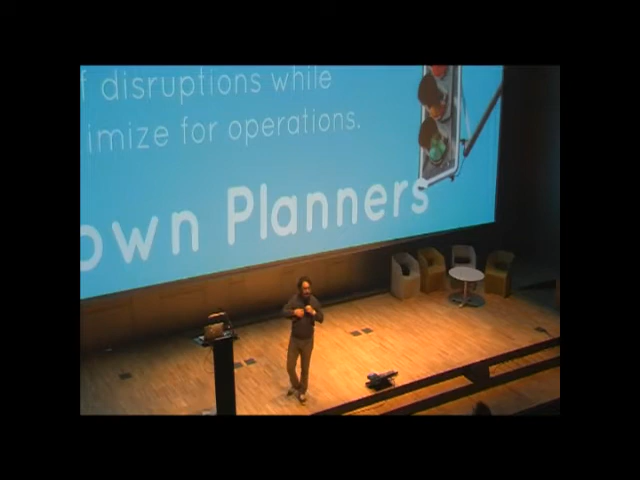 f disruptions while
imize for operations.
own Planners